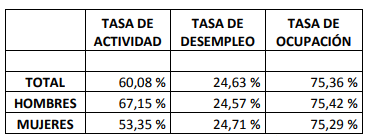 TASA DE TASA DE TASA DE
ACTIVIDAD DESEMPLEO OCUPACIÓN
TOTAL 60,08 % 24,63 % 75,36 %
HOMBRES 67,15 % 24,57 % 75,42 %
MUJERES 53,35 % 24,71 % 75,29 %